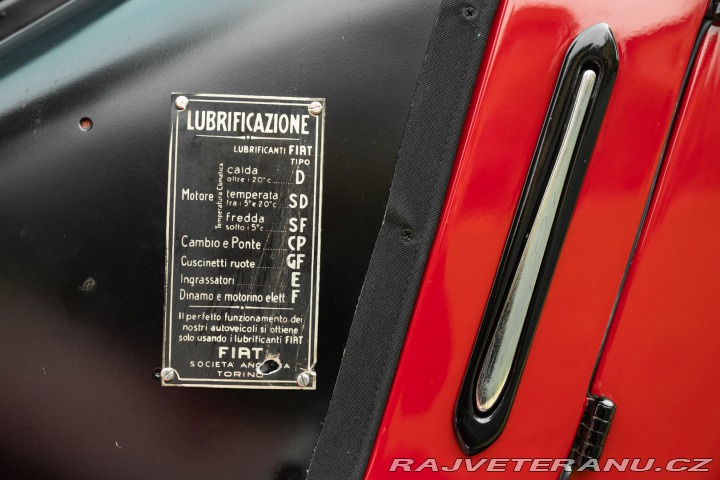 LUBRIFICAZIONE
LUBRIFICANTI FIAT
TIPO
Motore
Temperatura Climatica
calda D
oltre i 20°c
temperata SD
fra i 5° e 20°c
fredda SF
sotto i 5°c
Cambio e Ponte CP
Cuscinetti ruote GF
Ingrassatori E
Dinamo e motorino elett. F
Il perfetto funzionamento dei
nostri autoveicoli si ottiene
solo usando i lubrificanti FIAT
FIAT
SOCIETÀ
TORINO
RAJVETERANU.CZ